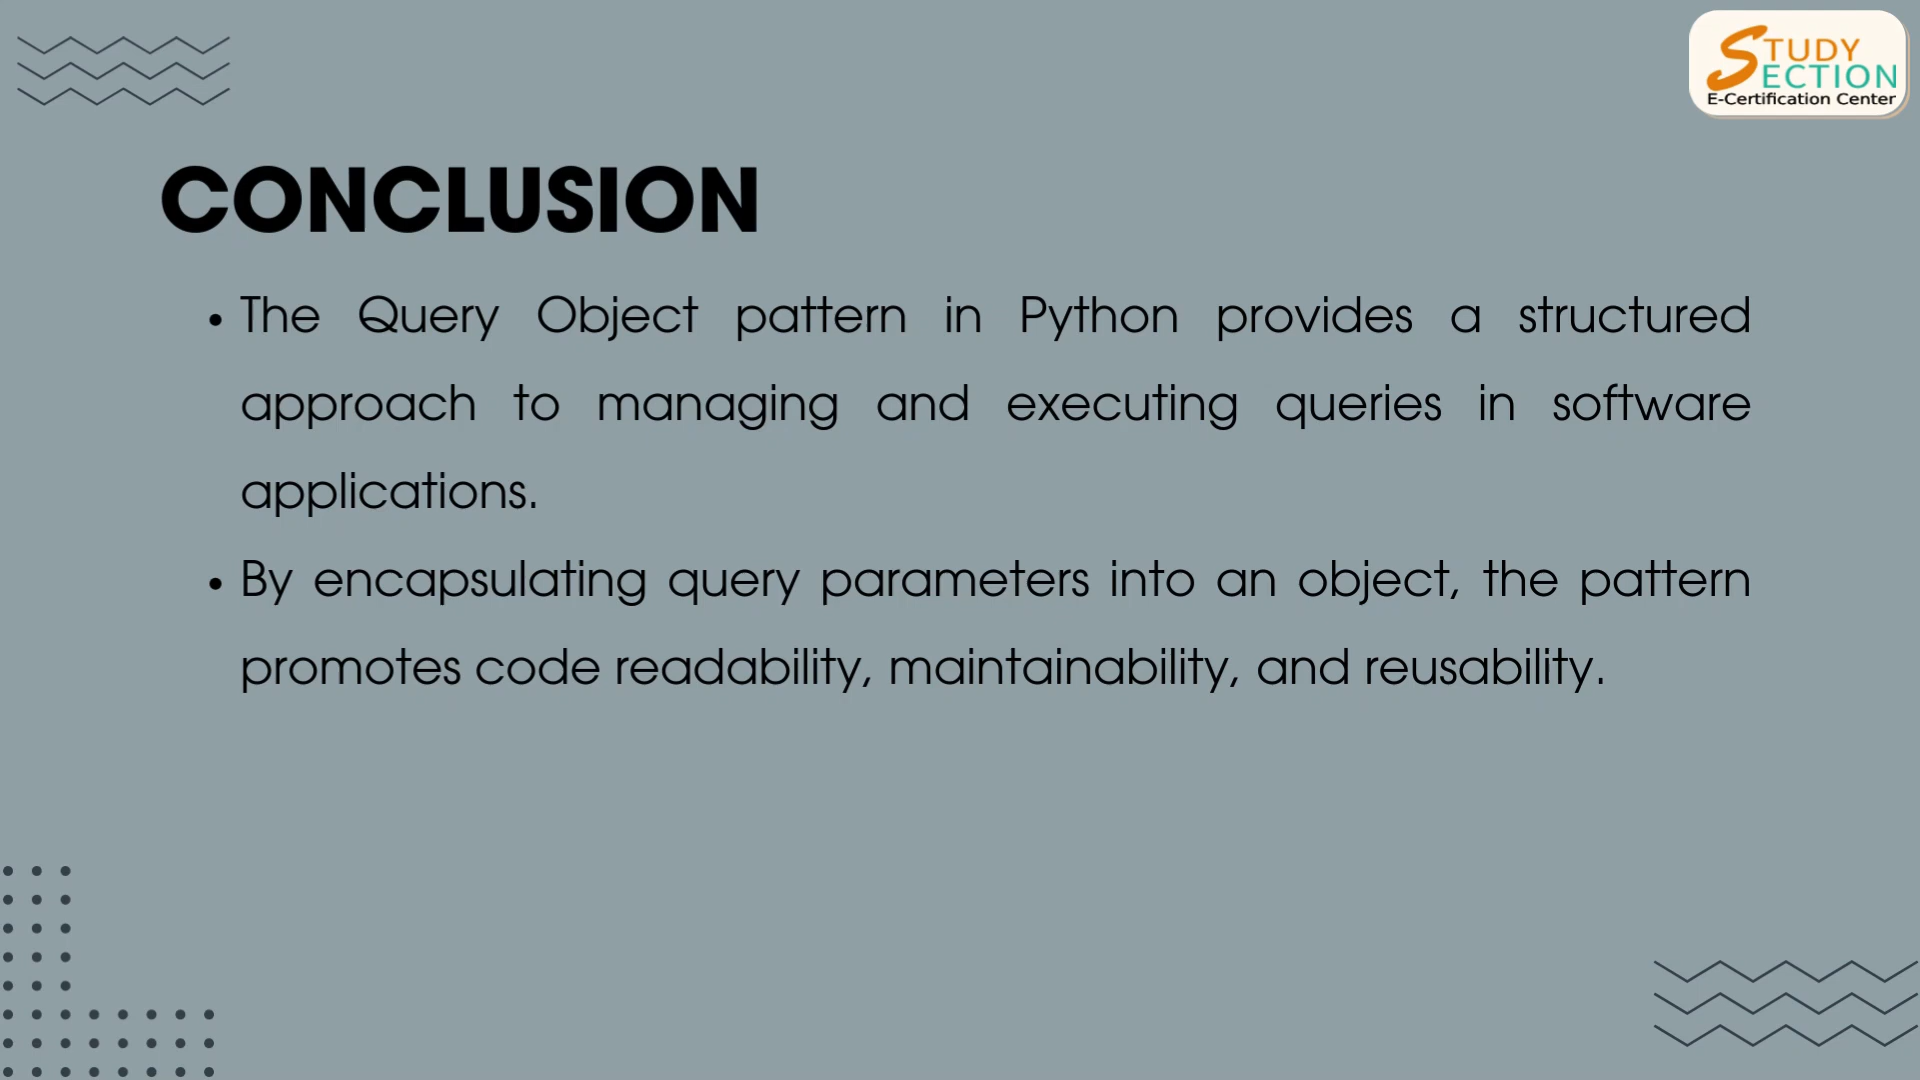 STUDY
SECTION
E-Certification Center
CONCLUSION
• The Query Object pattern in Python provides a structured
approach to managing and executing queries in software
applications.
• By encapsulating query parameters into an object, the pattern
promotes code readability, maintainability, and reusability.